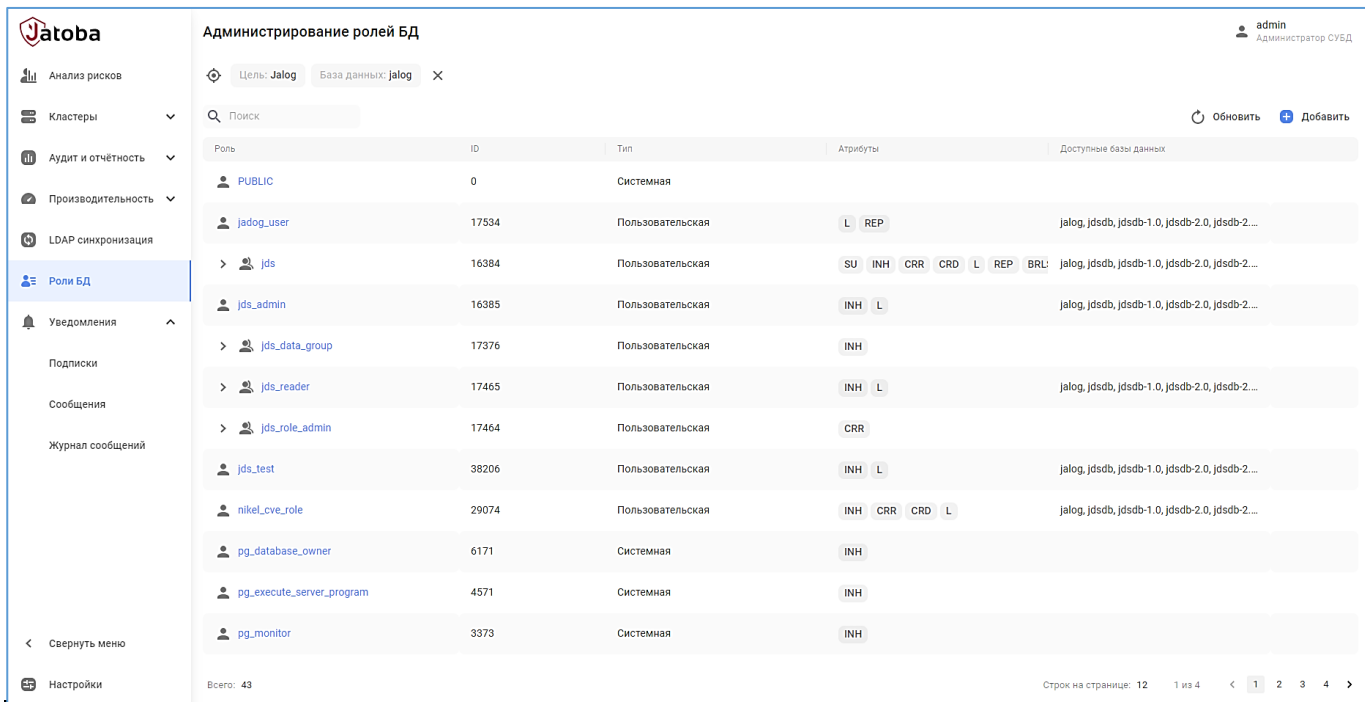 Jatoba
Администрирование ролей БД
admin
Администратор СУБД
Анализ рисков
Кластеры
Аудит и отчётность
Производительность
LDAP синхронизация
Роли БД
Уведомления
Подписки
Сообщения
Журнал сообщений
Свернуть меню
Настройки
Цель: Jalog База данных: jalog
Поиск
Обновить Добавить
Роль ID Тип Атрибуты Доступные базы данных
PUBLIC 0 Системная
jadog_user 17534 Пользовательская L REP jalog, jdsdb, jdsdb-1.0, jdsdb-2.0, jdsdb-2....
jds 16384 Пользовательская SU INH CRR CRD L REP BRLS jalog, jdsdb, jdsdb-1.0, jdsdb-2.0, jdsdb-2....
jds_admin 16385 Пользовательская INH L jalog, jdsdb, jdsdb-1.0, jdsdb-2.0, jdsdb-2....
jds_data_group 17376 Пользовательская INH
jds_reader 17465 Пользовательская INH L jalog, jdsdb, jdsdb-1.0, jdsdb-2.0, jdsdb-2....
jds_role_admin 17464 Пользовательская CRR
jds_test 38206 Пользовательская INH L jalog, jdsdb, jdsdb-1.0, jdsdb-2.0, jdsdb-2....
nikel_cve_role 29074 Пользовательская INH CRR CRD L jalog, jdsdb, jdsdb-1.0, jdsdb-2.0, jdsdb-2....
pg_database_owner 6171 Системная INH
pg_execute_server_program 4571 Системная INH
pg_monitor 3373 Системная INH
Всего: 43 Строк на странице: 12 1 из 4 1 2 3 4